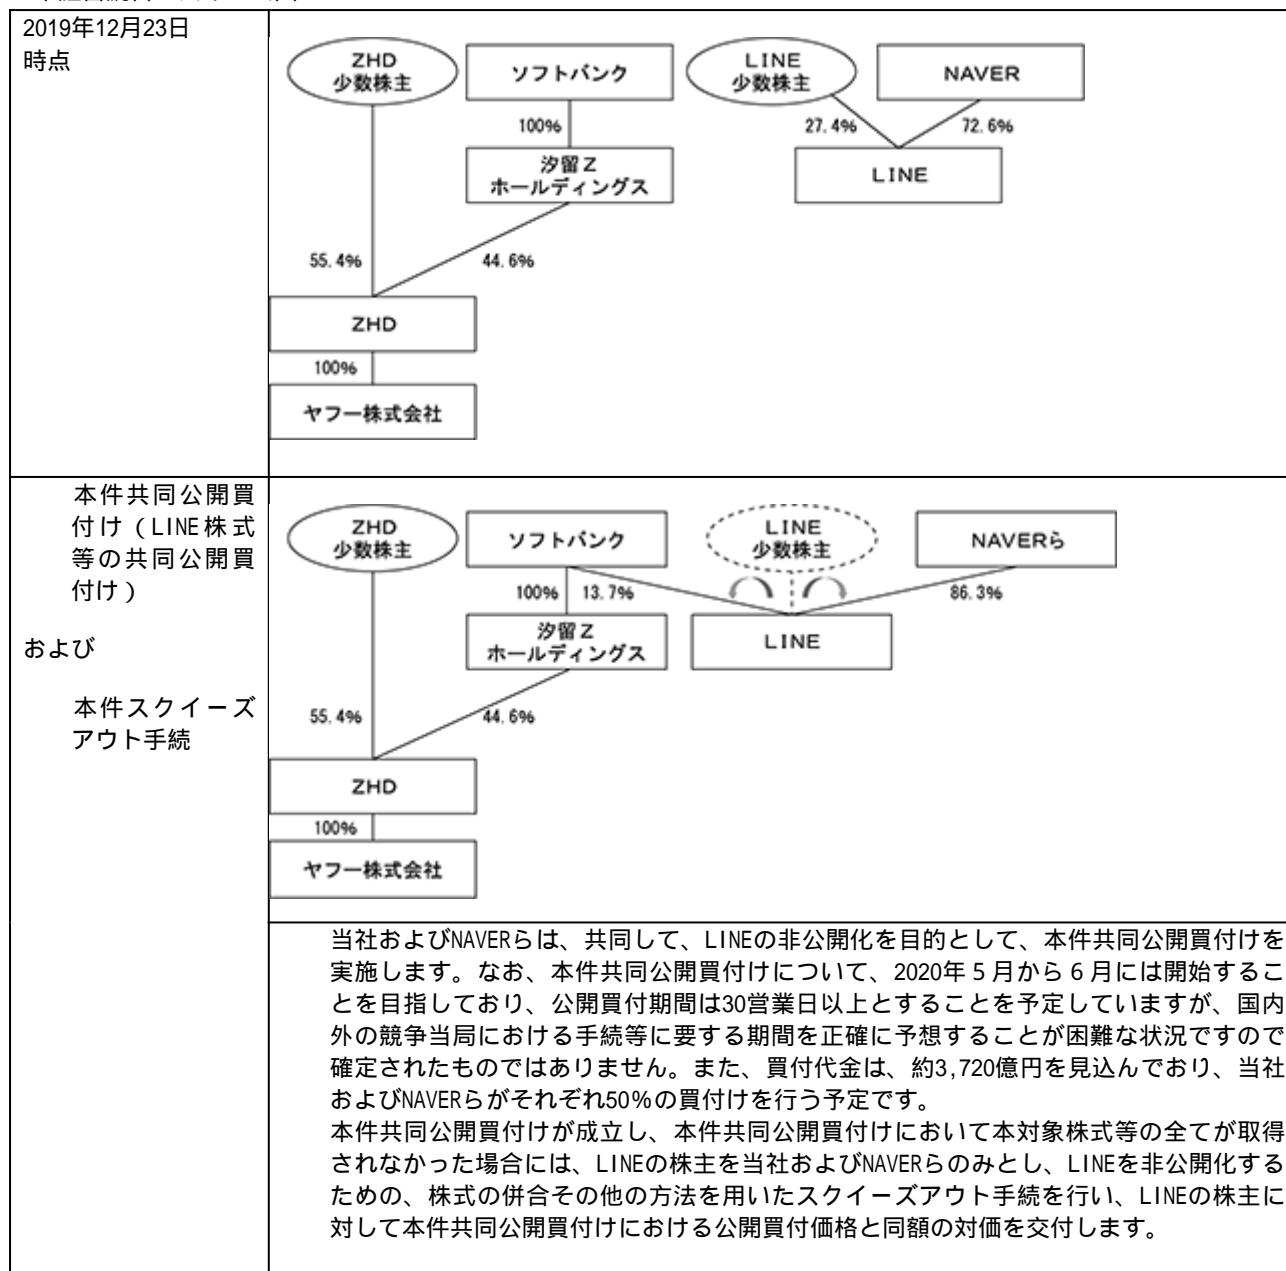 2019年12月23日
時点
ZHD
少数株主
ソフトバンク
LINE
少数株主
NAVER
100%
27.4%
72.6%
汐留Z
ホールディングス
LINE
55.4%
44.6%
ZHD
100%
ヤフー株式会社
本件共同公開買
付け（LINE株式
等の共同公開買
付け）
および
本件スクイーズ
アウト手続
ZHD
少数株主
ソフトバンク
LINE
少数株主
NAVERら
100%
13.7%
86.3%
汐留Z
ホールディングス
LINE
55.4%
44.6%
ZHD
100%
ヤフー株式会社
当社およびNAVERらは、共同して、LINEの非公開化を目的として、本件共同公開買付けを
実施します。なお、本件共同公開買付けについて、2020年５月から６月には開始するこ
とを目指しており、公開買付期間は30営業日以上とすることを予定していますが、国内
外の競争当局における手続等に要する期間を正確に予想することが困難な状況ですので
確定されたものではありません。また、買付代金は、約3,720億円を見込んでおり、当社
およびNAVERらがそれぞれ50％の買付けを行う予定です。
本件共同公開買付けが成立し、本件共同公開買付けにおいて本対象株式等の全てが取得
されなかった場合には、LINEの株主を当社およびNAVERらのみとし、LINEを非公開化する
ための、株式の併合その他の方法を用いたスクイーズアウト手続を行い、LINEの株主に
対して本件共同公開買付けにおける公開買付価格と同額の対価を交付します。